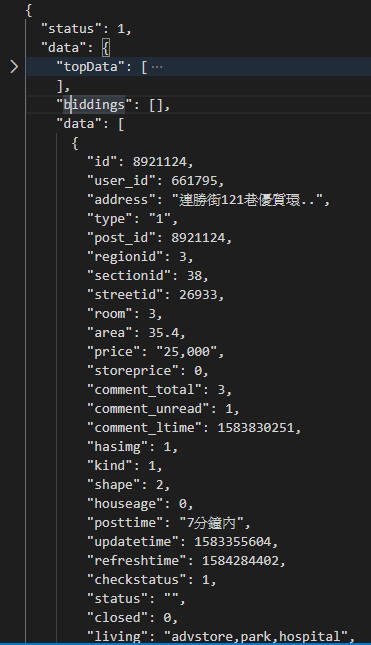 {
"status": 1,
"data": {
"topData": [ ···
],
"biddings": [],
"data": [
{
"id": 8921124,
"user_id": 661795,
"address": "連勝街121巷優質環..",
"type": "1",
"post_id": 8921124,
"regionid": 3,
"sectionid": 38,
"streetid": 26933,
"room": 3,
"area": 35.4,
"price": "25,000",
"storeprice": 0,
"comment_total": 3,
"comment_unread": 1,
"comment_ltime": 1583830251,
"hasimg": 1,
"kind": 1,
"shape": 2,
"houseage": 0,
"posttime": "7分鐘內",
"updatetime": 1583355604,
"refreshtime": 1584284402,
"checkstatus": 1,
"status": "",
"closed": 0,
"living": "advstore,park,hospital",